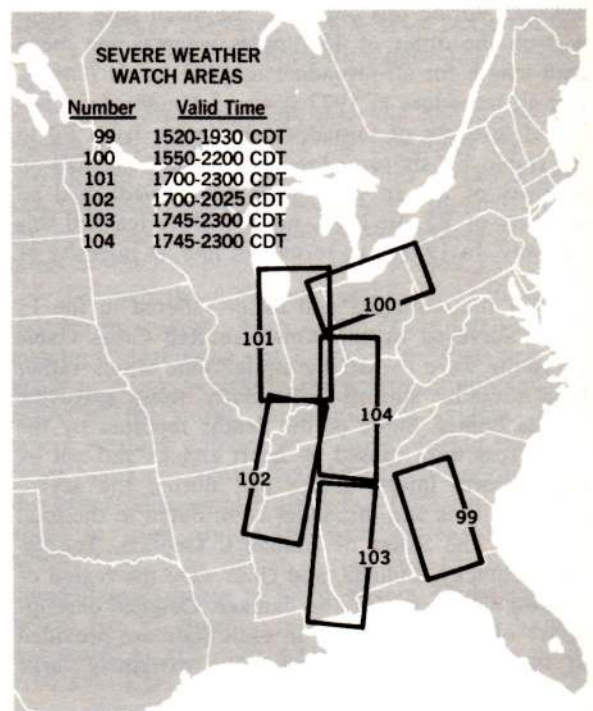 SEVERE WEATHER
WATCH AREAS
Number Valid Time
99 1520-1930 CDT
100 1550-2200 CDT
101 1700-2300 CDT
102 1700-2025 CDT
103 1745-2300 CDT
104 1745-2300 CDT
100
101
104
102
99
103